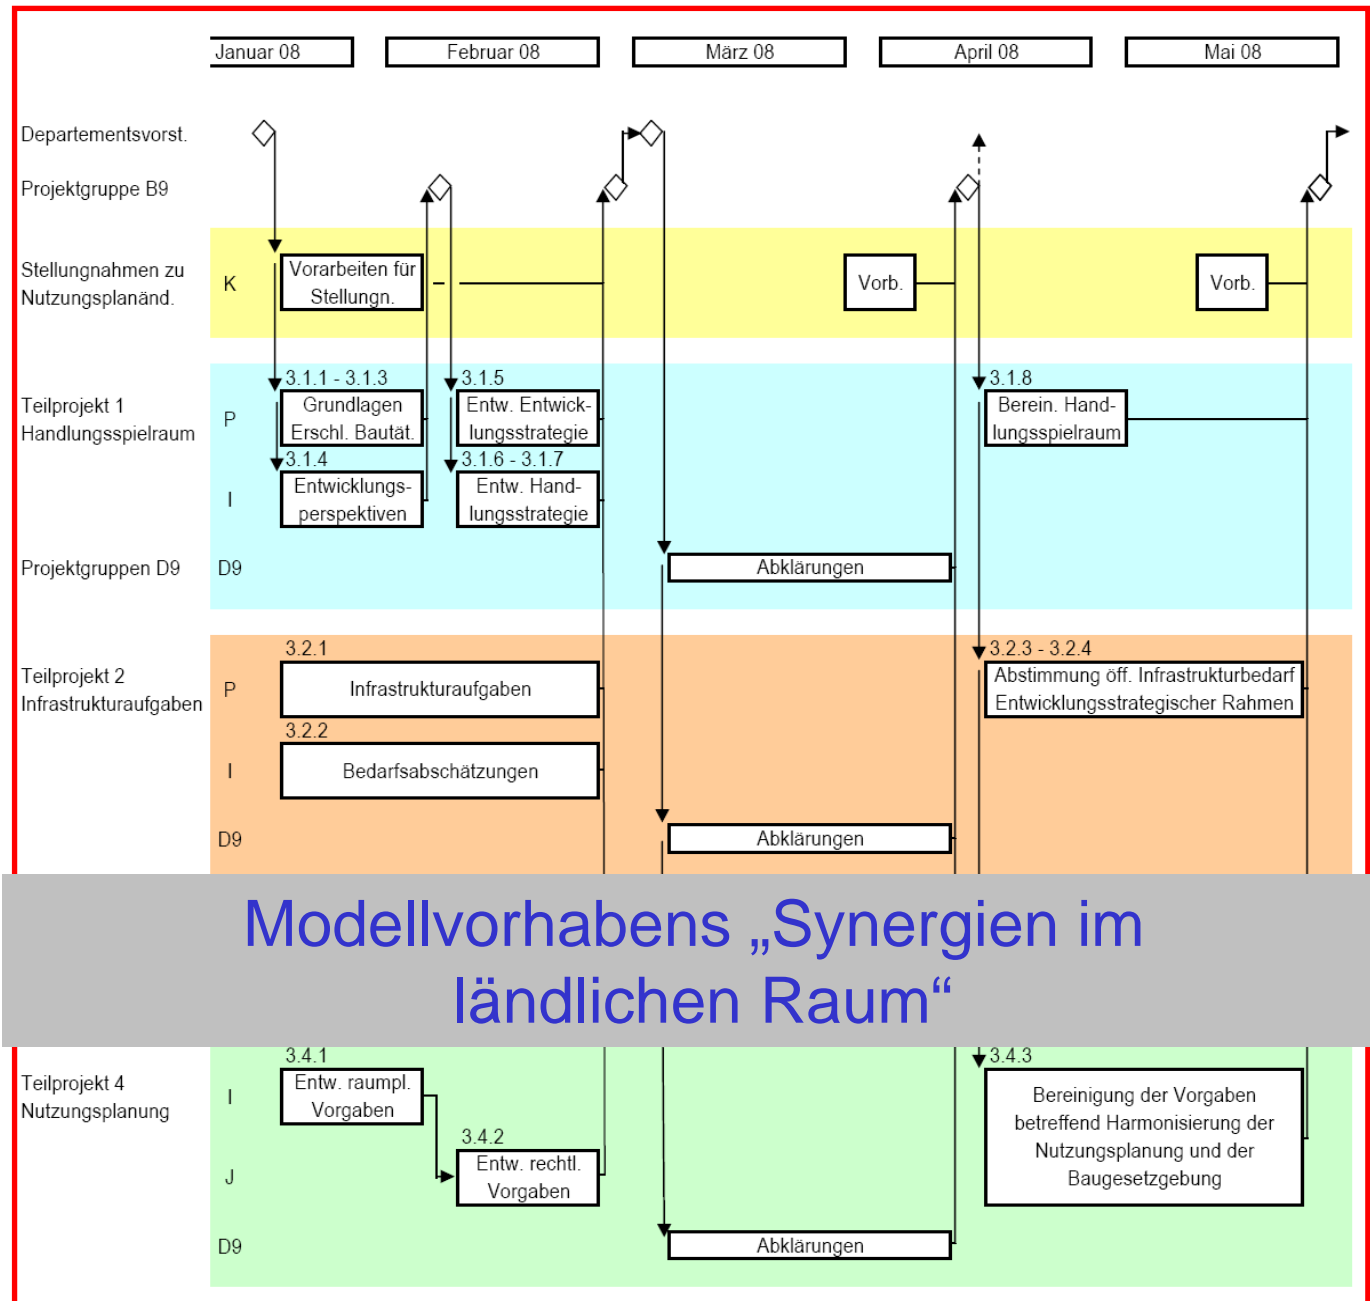 Januar 08 Februar 08 März 08 April 08 Mai 08
Departementsvorst.
Projektgruppe B9
Stellungnahmen zu
Nutzungsplanänd.
K
Vorarbeiten für
Stellungn.
Vorb.
Vorb.
Teilprojekt 1
Handlungsspielraum
P
3.1.1 - 3.1.3
Grundlagen
Erschl. Bautät.
3.1.5
Entw. Entwick-
lungsstrategie
3.1.8
Berein. Hand-
lungsspielraum
I
3.1.4
Entwicklungs-
perspektiven
3.1.6 - 3.1.7
Entw. Hand-
lungsstrategie
Projektgruppen D9
D9
Abklärungen
Teilprojekt 2
Infrastrukturaufgaben
P
3.2.1
Infrastrukturaufgaben
3.2.3 - 3.2.4
Abstimmung öff. Infrastrukturbedarf
Entwicklungsstrategischer Rahmen
I
3.2.2
Bedarfsabschätzungen
D9
Abklärungen
Modellvorhabens „Synergien im
ländlichen Raum“
Teilprojekt 4
Nutzungsplanung
I
3.4.1
Entw. raumpl.
Vorgaben
3.4.3
Bereinigung der Vorgaben
betreffend Harmonisierung der
Nutzungsplanung und der
Baugesetzgebung
J
3.4.2
Entw. rechtl.
Vorgaben
D9
Abklärungen